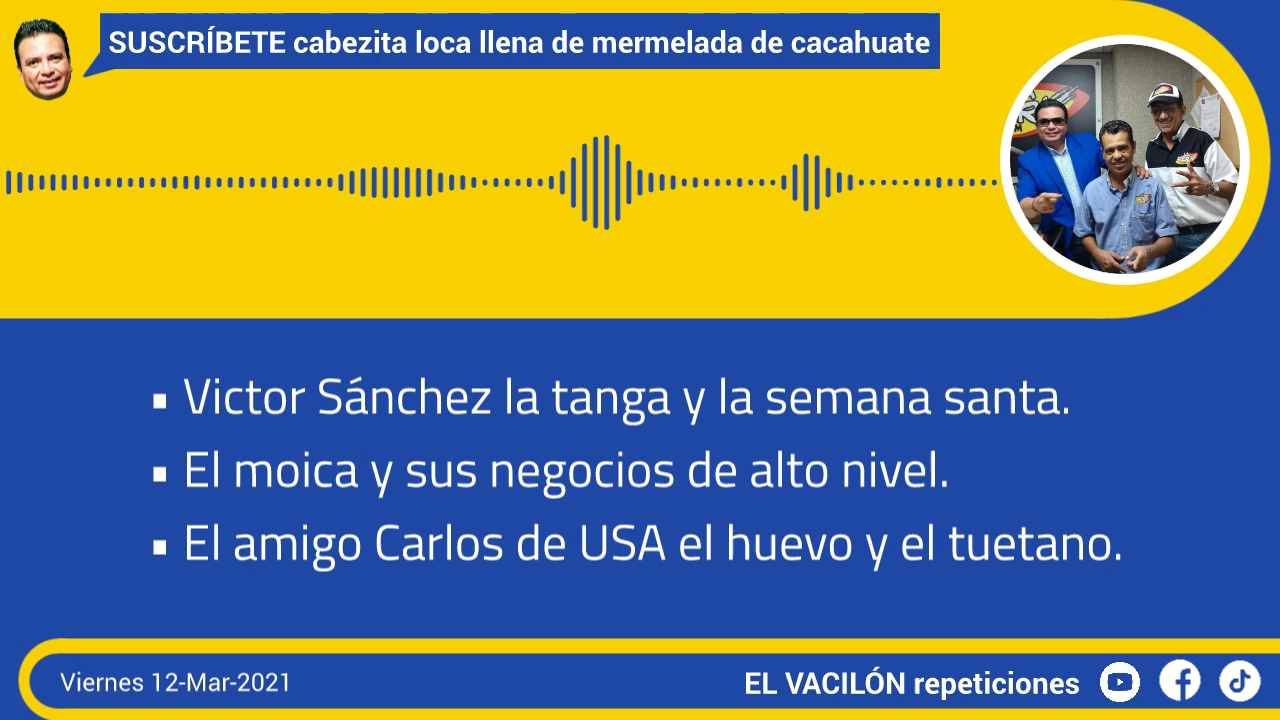 SUSCRÍBETE cabezita loca llena de mermelada de cacahuate
▪ Victor Sánchez la tanga y la semana santa.
▪ El moica y sus negocios de alto nivel.
▪ El amigo Carlos de USA el huevo y el tuetano.
Viernes 12-Mar-2021
EL VACILÓN repeticiones